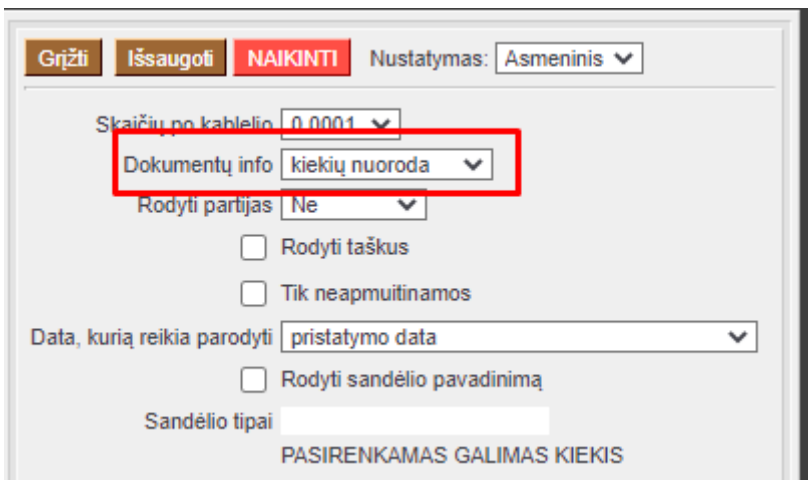 Grįžti Išsaugoti NAIKINTI Nustatymas: Asmeninis
Skaičių po kablelio 0.0001
Dokumentų info kiekių nuoroda
Rodyti partijas Ne
Rodyti taškus
Tik neapmuitinamos
Data, kurią reikia parodyti pristatymo data
Rodyti sandėlio pavadinimą
Sandėlio tipai
PASIRENKAMAS GALIMAS KIEKIS